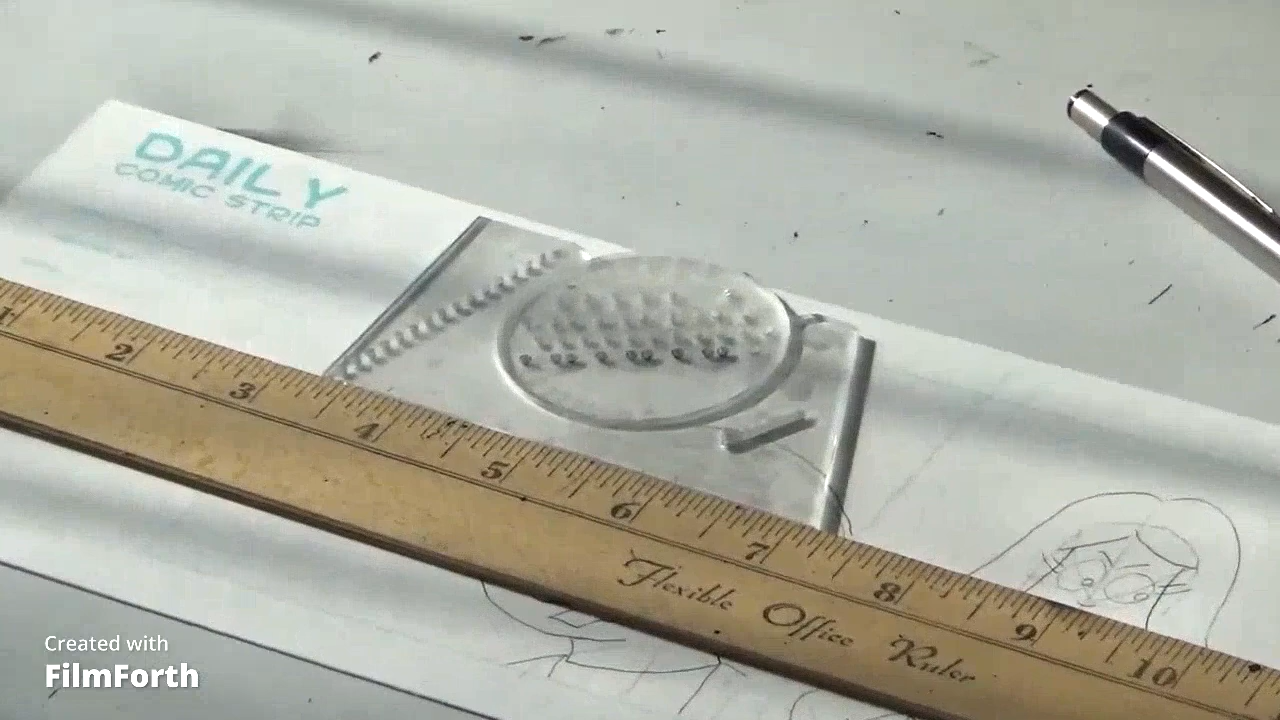 DAILY
COMIC STRIP
1 2 3 4 5 6 7 8 9 10
Flexible Office Ruler
Created with
FilmForth